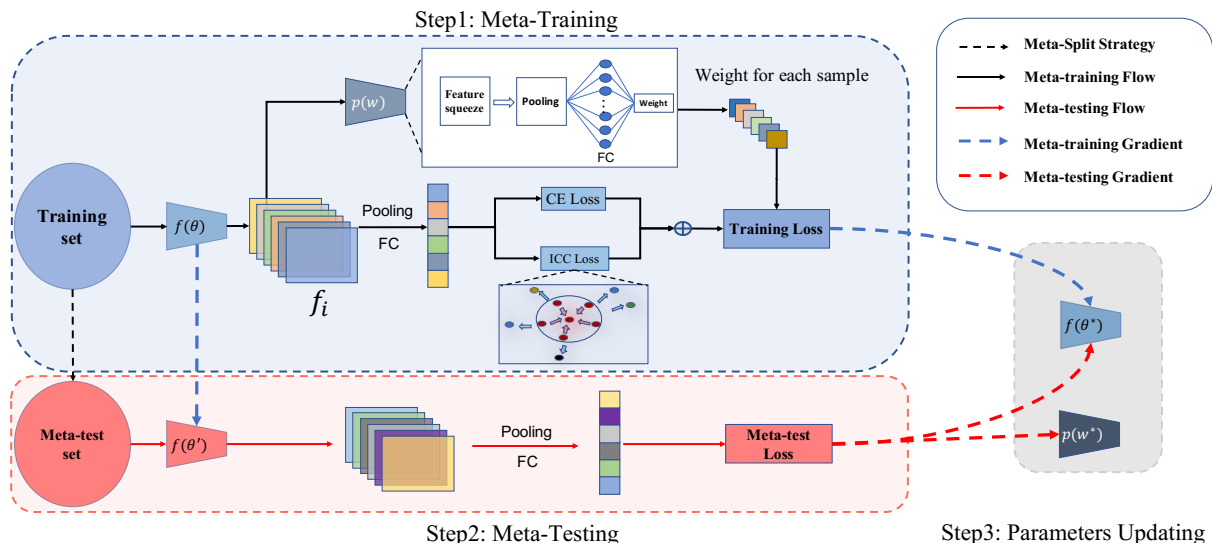 Step1: Meta-Training
Meta-Split Strategy
Meta-training Flow
Meta-testing Flow
Meta-training Gradient
Meta-testing Gradient
p(w)
Feature
squeeze
Pooling
Weight
FC
Weight for each sample
Training
set
f(θ)
f_i
Pooling
FC
CE Loss
ICC Loss
Training Loss
f(θ*)
p(w*)
Meta-test
set
f(θ′)
Pooling
FC
Meta-test
Loss
Step2: Meta-Testing
Step3: Parameters Updating